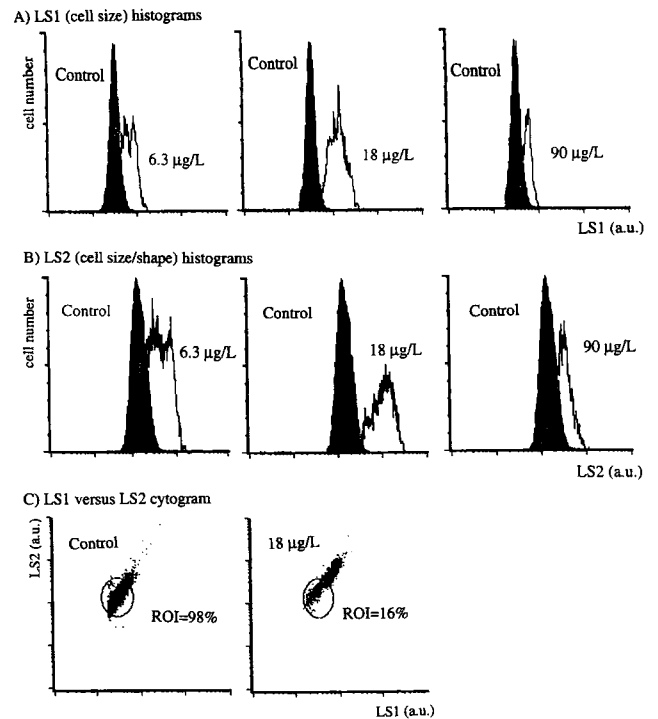 A) LS1 (cell size) histograms
cell number
Control
6.3 µg/L
Control
18 µg/L
Control
90 µg/L
LS1 (a.u.)
B) LS2 (cell size/shape) histograms
cell number
Control
6.3 µg/L
Control
18 µg/L
Control
90 µg/L
LS2 (a.u.)
C) LS1 versus LS2 cytogram
LS2 (a.u.)
Control
ROI=98%
18 µg/L
ROI=16%
LS1 (a.u.)